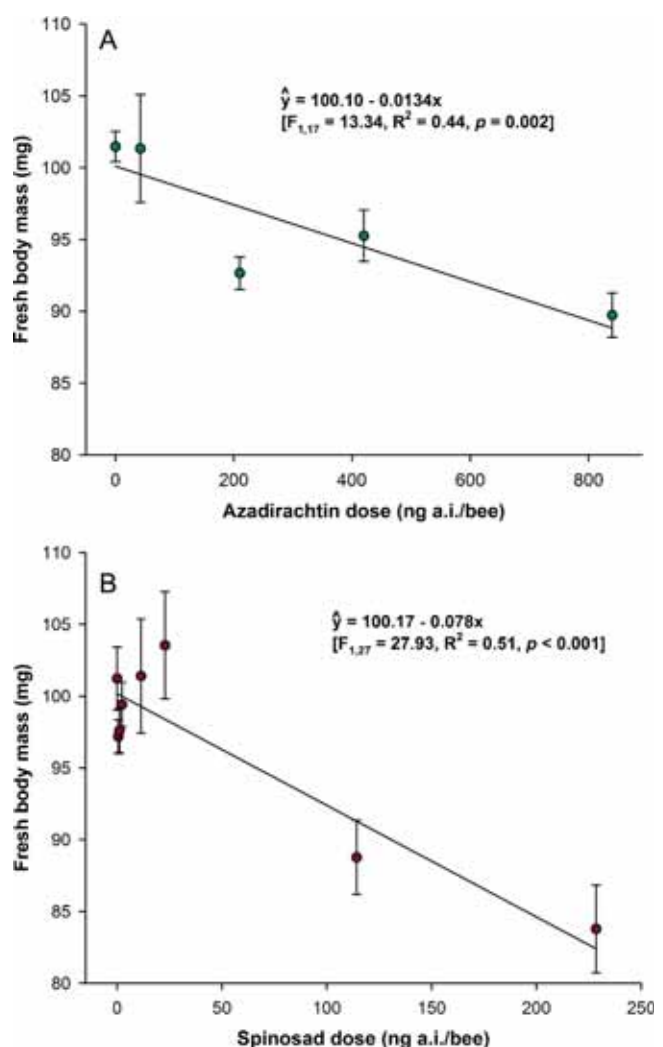 A
ŷ = 100.10 - 0.0134x
[F1,17 = 13.34, R² = 0.44, p = 0.002]
Fresh body mass (mg)
110
105
100
95
90
85
80
0 200 400 600 800
Azadirachtin dose (ng a.i./bee)
B
ŷ = 100.17 - 0.078x
[F1,27 = 27.93, R² = 0.51, p < 0.001]
Fresh body mass (mg)
110
105
100
95
90
85
80
0 50 100 150 200 250
Spinosad dose (ng a.i./bee)